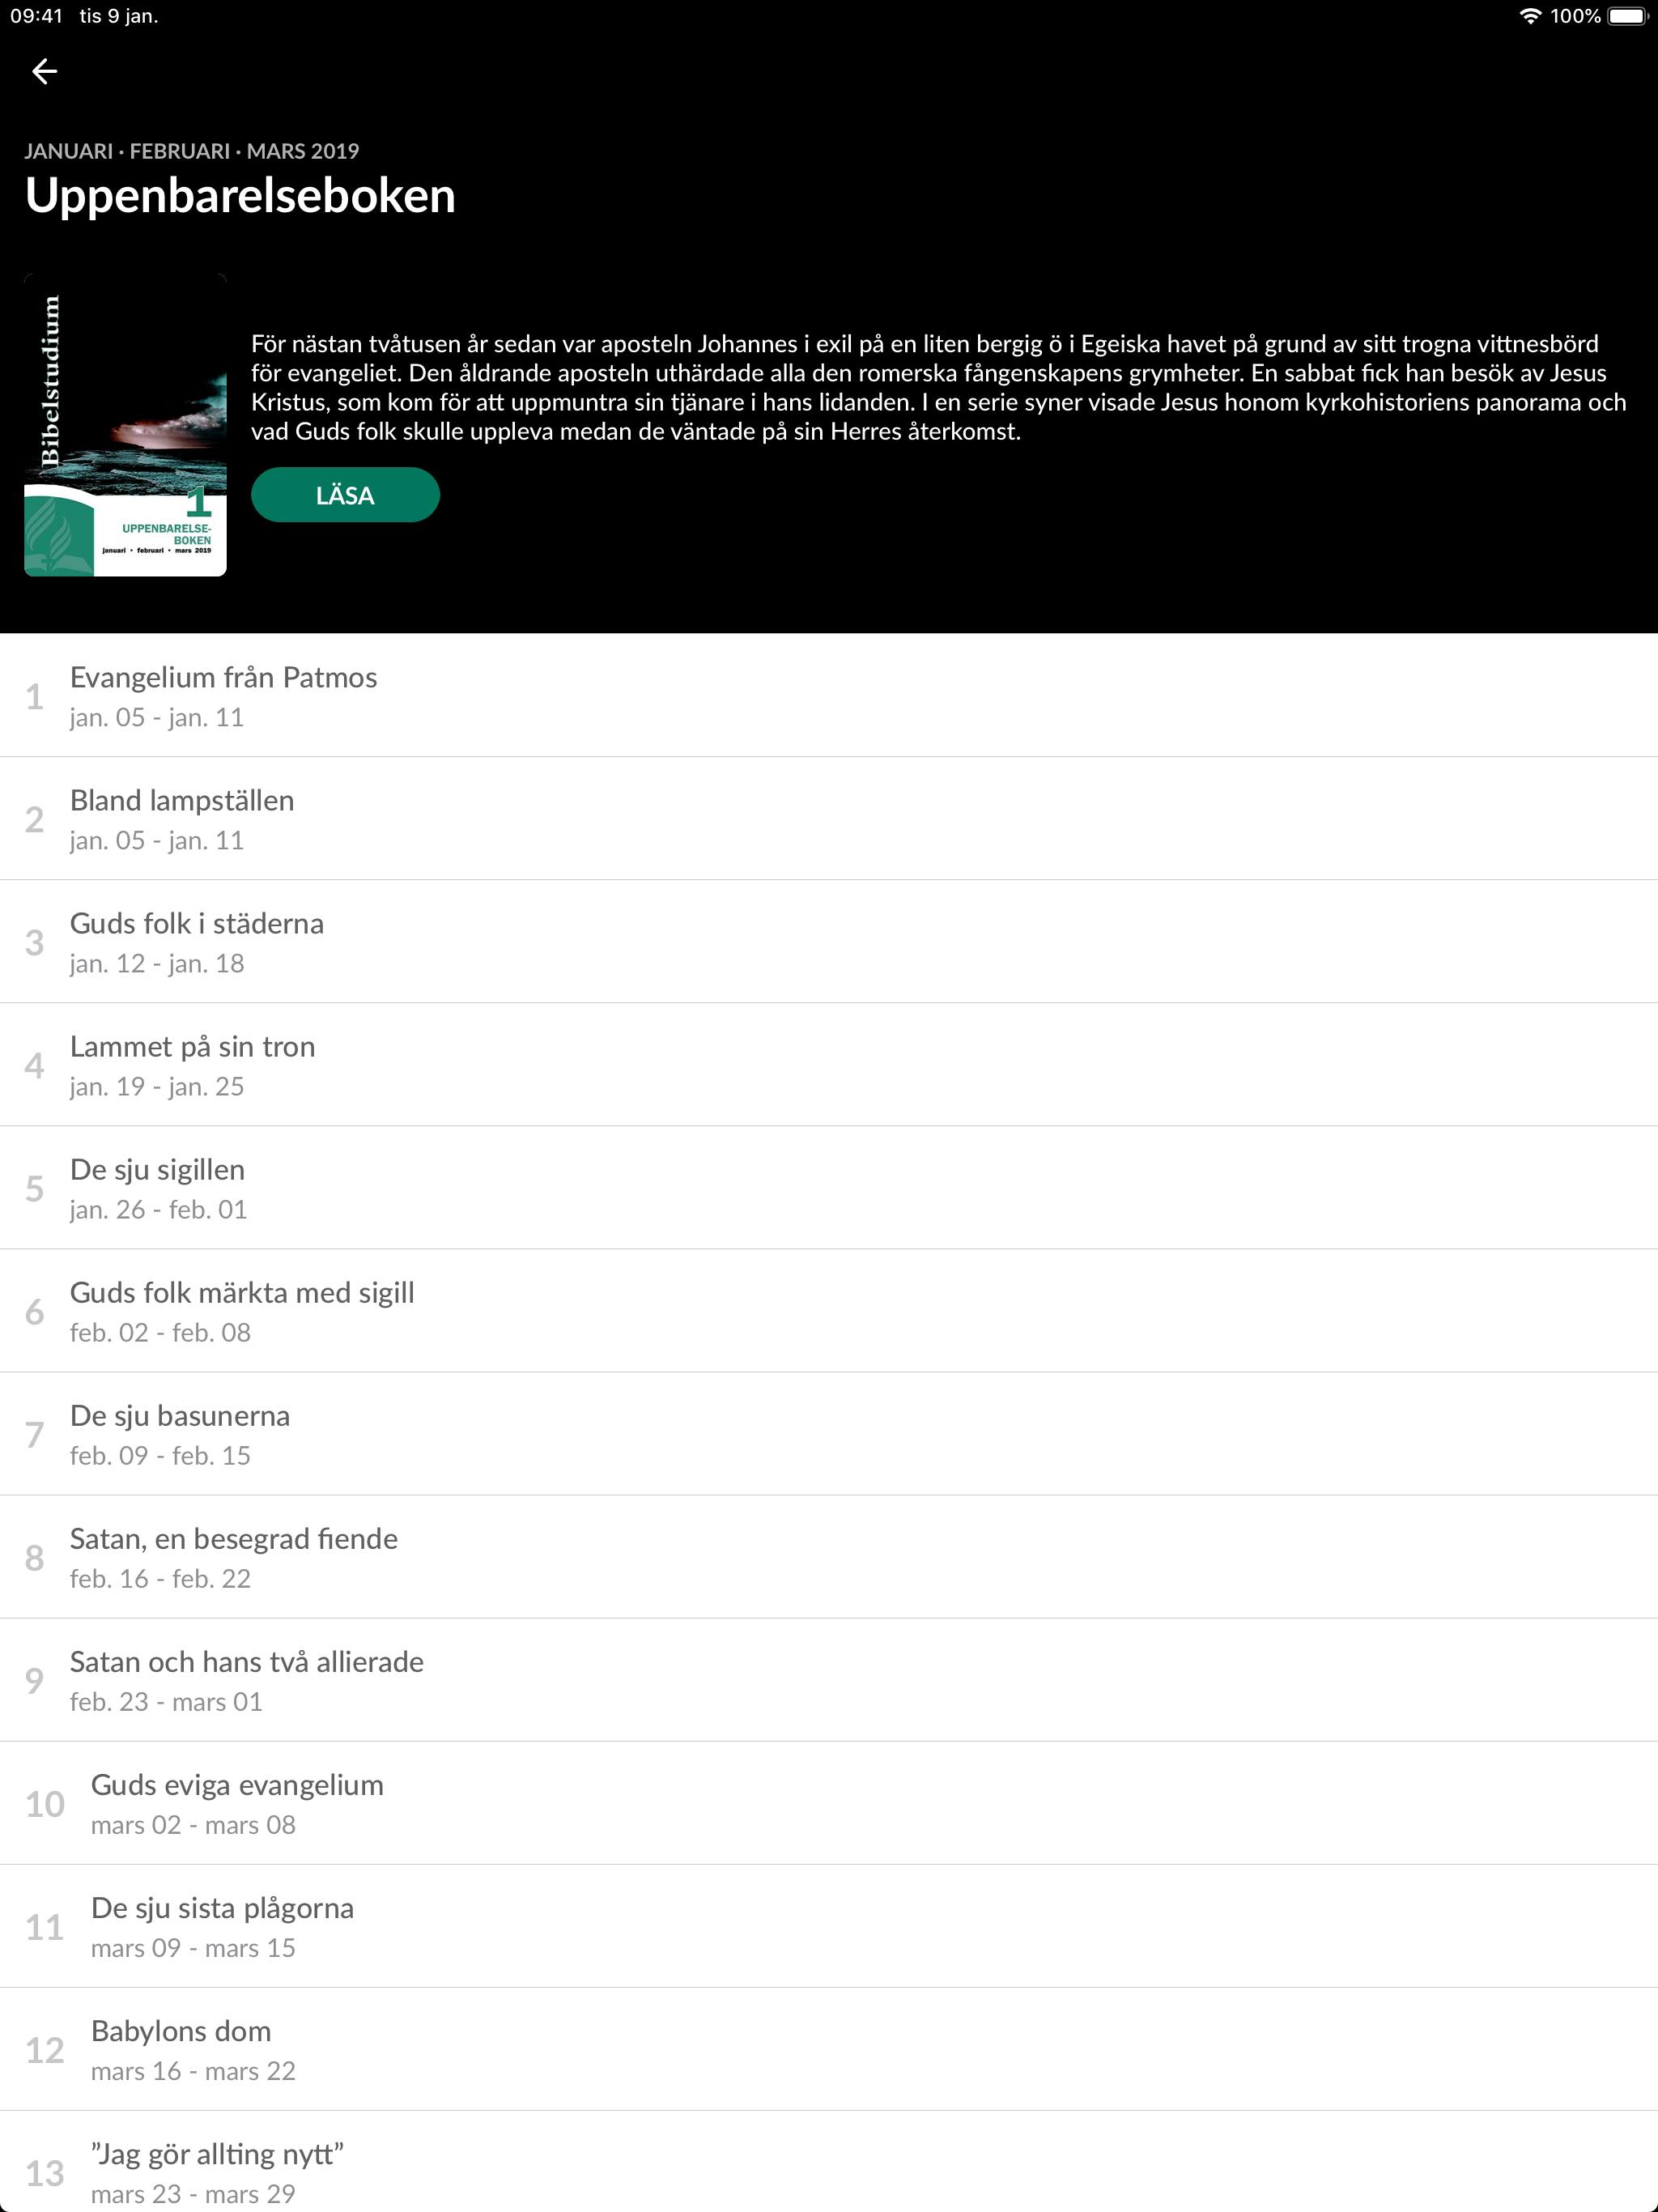 09:41 tis 9 jan. 100%
JANUARI · FEBRUARI · MARS 2019
Uppenbarelseboken
Bibelstudium
1
UPPENBARELSE-
BOKEN
januari • februari • mars 2019
För nästan tvåtusen år sedan var aposteln Johannes i exil på en liten bergig ö i Egeiska havet på grund av sitt trogna vittnesbörd
för evangeliet. Den åldrande aposteln uthärdade alla den romerska fångenskapens grymheter. En sabbat fick han besök av Jesus
Kristus, som kom för att uppmuntra sin tjänare i hans lidanden. I en serie syner visade Jesus honom kyrkohistoriens panorama och
vad Guds folk skulle uppleva medan de väntade på sin Herres återkomst.
LÄSA
1 Evangelium från Patmos
jan. 05 - jan. 11
2 Bland lampställen
jan. 05 - jan. 11
3 Guds folk i städerna
jan. 12 - jan. 18
4 Lammet på sin tron
jan. 19 - jan. 25
5 De sju sigillen
jan. 26 - feb. 01
6 Guds folk märkta med sigill
feb. 02 - feb. 08
7 De sju basunerna
feb. 09 - feb. 15
8 Satan, en besegrad fiende
feb. 16 - feb. 22
9 Satan och hans två allierade
feb. 23 - mars 01
10 Guds eviga evangelium
mars 02 - mars 08
11 De sju sista plågorna
mars 09 - mars 15
12 Babylons dom
mars 16 - mars 22
13 ”Jag gör allting nytt”
mars 23 - mars 29